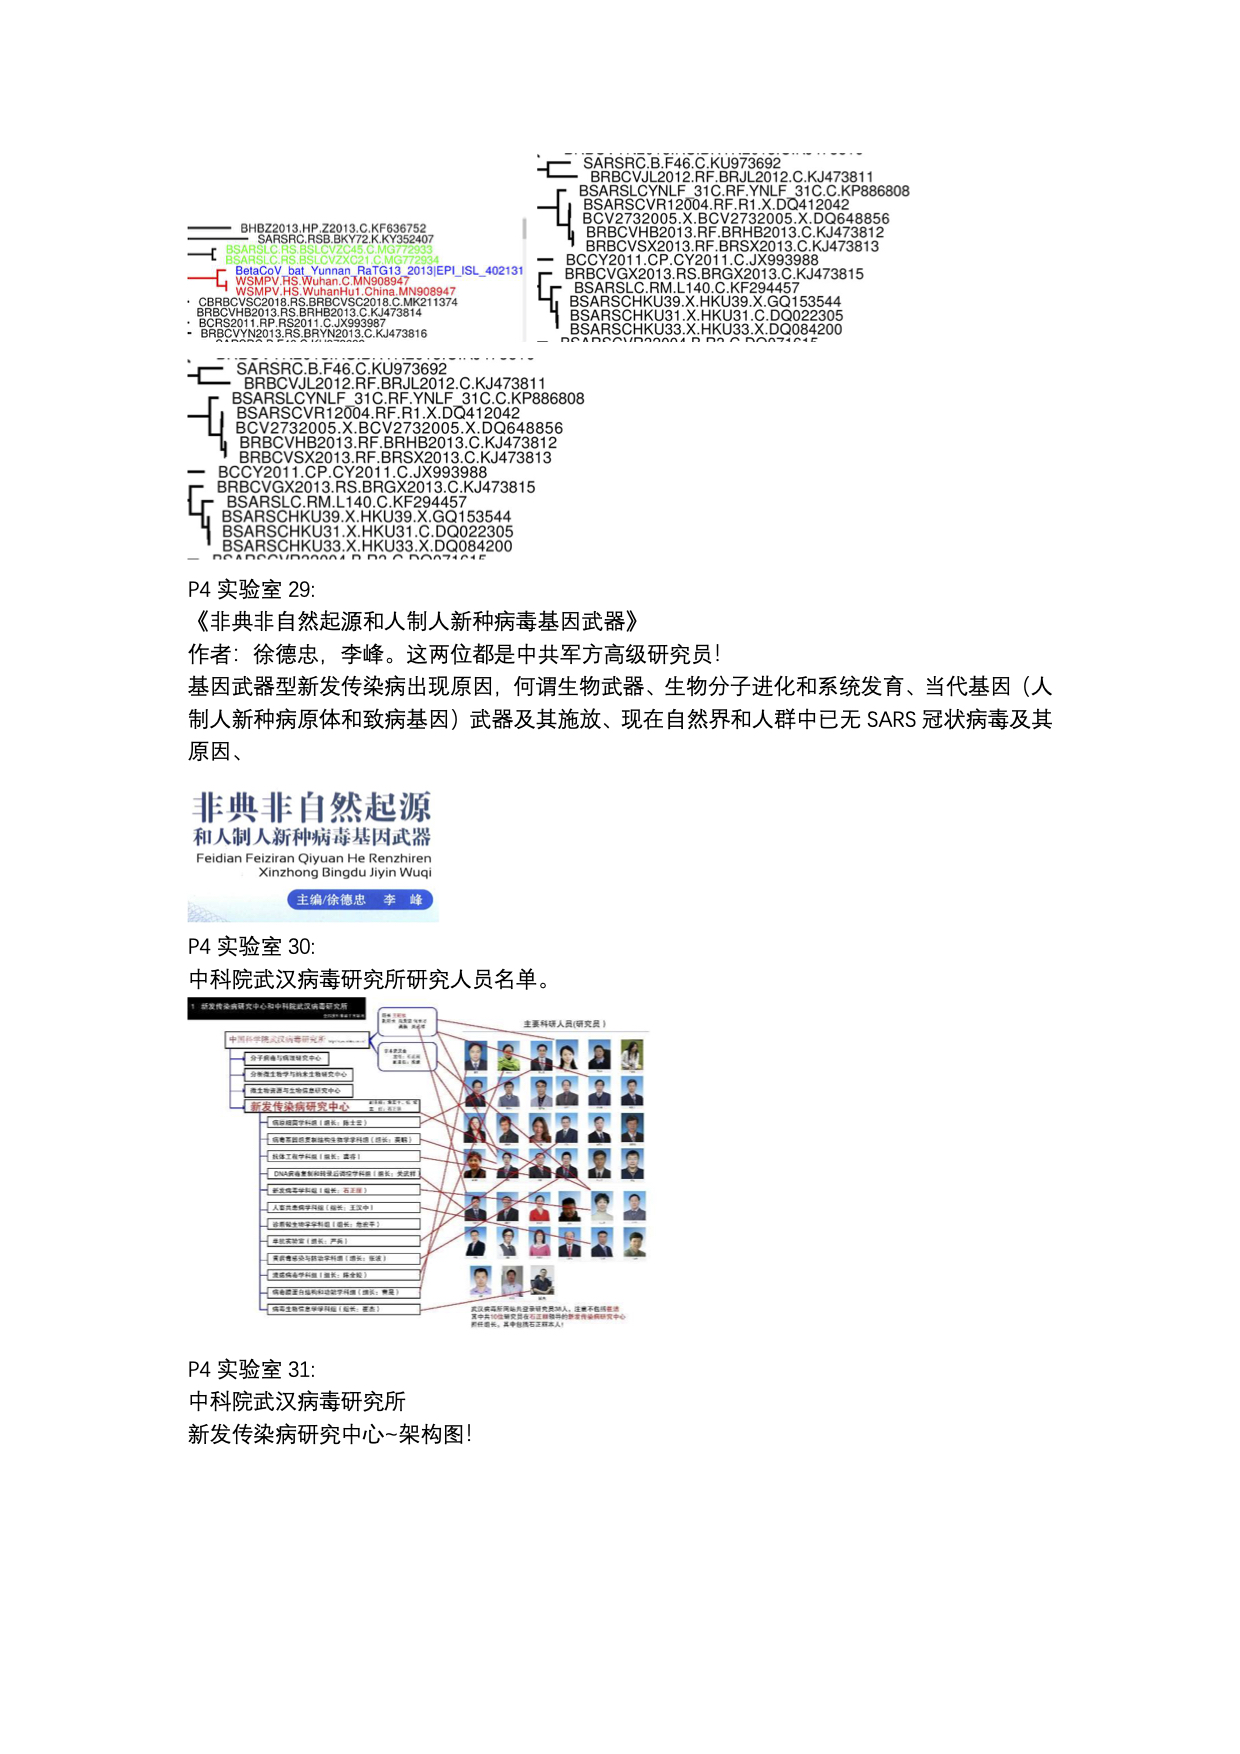 BHBZ2013.HP.Z2013.C.KF636752
SARSRC.RSB.BKY72.K.KY352407
BSARSLC.RS.BSLCVZC45.C.MG772933
BSARSLC.RS.BSLCVZXC21.C.MG772934
BetaCoV_bat_Yunnan_RaTG13_2013|EPI_ISL_402131
WSMPV.HS.Wuhan.C.MN908947
WSMPV.HS.WuhanHu1.China.MN908947
CBRBCVSC2018.RS.BRBCVSC2018.C.MK211374
BRBCVHB2013.RS.BRHB2013.C.KJ473814
BCRS2011.RP.RS2011.C.JX993987
BRBCVYN2013.RS.BRYN2013.C.KJ473816
SARSRC.B.F46.C.KU973692
BRBCVJL2012.RF.BRJL2012.C.KJ473811
BSARSLCYNLF_31C.RF.YNLF_31C.C.KP886808
BSARSCVR12004.RF.R1.X.DQ412042
BCV2732005.X.BCV2732005.X.DQ648856
BRBCVHB2013.RF.BRHB2013.C.KJ473812
BRBCVSX2013.RF.BRSX2013.C.KJ473813
BCCY2011.CP.CY2011.C.JX993988
BRBCVGX2013.RS.BRGX2013.C.KJ473815
BSARSLC.RM.L140.C.KF294457
BSARSCHKU39.X.HKU39.X.GQ153544
BSARSCHKU31.X.HKU31.C.DQ022305
BSARSCHKU33.X.HKU33.X.DQ084200
SARSRC.B.F46.C.KU973692
BRBCVJL2012.RF.BRJL2012.C.KJ473811
BSARSLCYNLF_31C.RF.YNLF_31C.C.KP886808
BSARSCVR12004.RF.R1.X.DQ412042
BCV2732005.X.BCV2732005.X.DQ648856
BRBCVHB2013.RF.BRHB2013.C.KJ473812
BRBCVSX2013.RF.BRSX2013.C.KJ473813
BCCY2011.CP.CY2011.C.JX993988
BRBCVGX2013.RS.BRGX2013.C.KJ473815
BSARSLC.RM.L140.C.KF294457
BSARSCHKU39.X.HKU39.X.GQ153544
BSARSCHKU31.X.HKU31.C.DQ022305
BSARSCHKU33.X.HKU33.X.DQ084200
P4 实验室 29:
《非典非自然起源和人制人新种病毒基因武器》
作者：徐德忠，李峰。这两位都是中共军方高级研究员！
基因武器型新发传染病出现原因，何谓生物武器、生物分子进化和系统发育、当代基因（人
制人新种病原体和致病基因）武器及其施放、现在自然界和人群中已无 SARS 冠状病毒及其
原因、
非典非自然起源
和人制人新种病毒基因武器
Feidian Feiziran Qiyuan He Renzhiren
Xinzhong Bingdu Jiyin Wuqi
主编/徐德忠 李 峰
P4 实验室 30:
中科院武汉病毒研究所研究人员名单。
1 新发传染病研究中心和中科院武汉病毒研究所
中国科学院武汉病毒研究所
主要科研人员(研究员)
分子病毒与病理研究中心
分析微生物学与纳米生物研究中心
微生物资源与生物信息研究中心
新发传染病研究中心
P4 实验室 31:
中科院武汉病毒研究所
新发传染病研究中心~架构图！